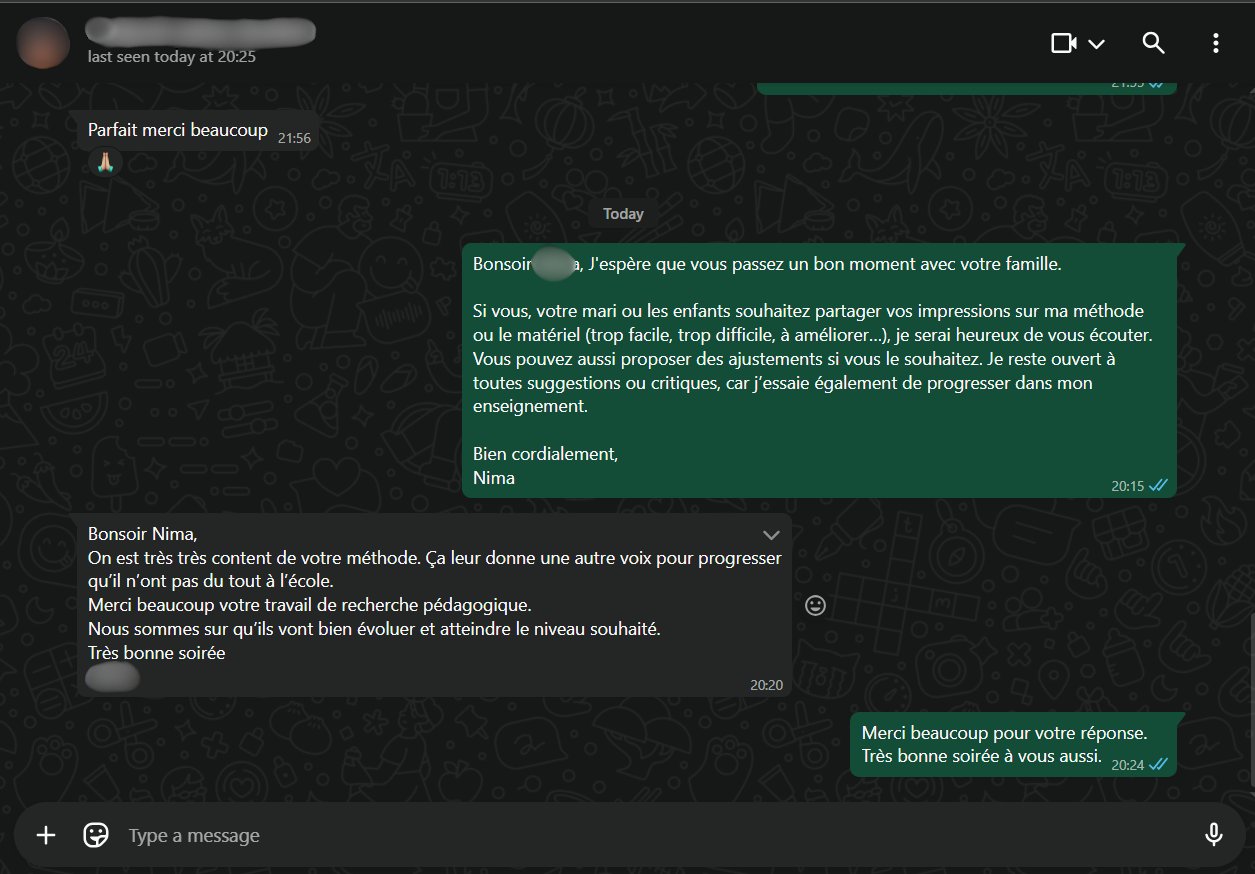 last seen today at 20:25
Parfait merci beaucoup 21:56
Today
Bonsoir a, J'espère que vous passez un bon moment avec votre famille.
Si vous, votre mari ou les enfants souhaitez partager vos impressions sur ma méthode
ou le matériel (trop facile, trop difficile, à améliorer...), je serai heureux de vous écouter.
Vous pouvez aussi proposer des ajustements si vous le souhaitez. Je reste ouvert à
toutes suggestions ou critiques, car j’essaie également de progresser dans mon
enseignement.
Bien cordialement,
Nima
20:15
Bonsoir Nima,
On est très très content de votre méthode. Ça leur donne une autre voix pour progresser
qu’il n’ont pas du tout à l’école.
Merci beaucoup votre travail de recherche pédagogique.
Nous sommes sur qu’ils vont bien évoluer et atteindre le niveau souhaité.
Très bonne soirée
20:20
Merci beaucoup pour votre réponse.
Très bonne soirée à vous aussi. 20:24
Type a message